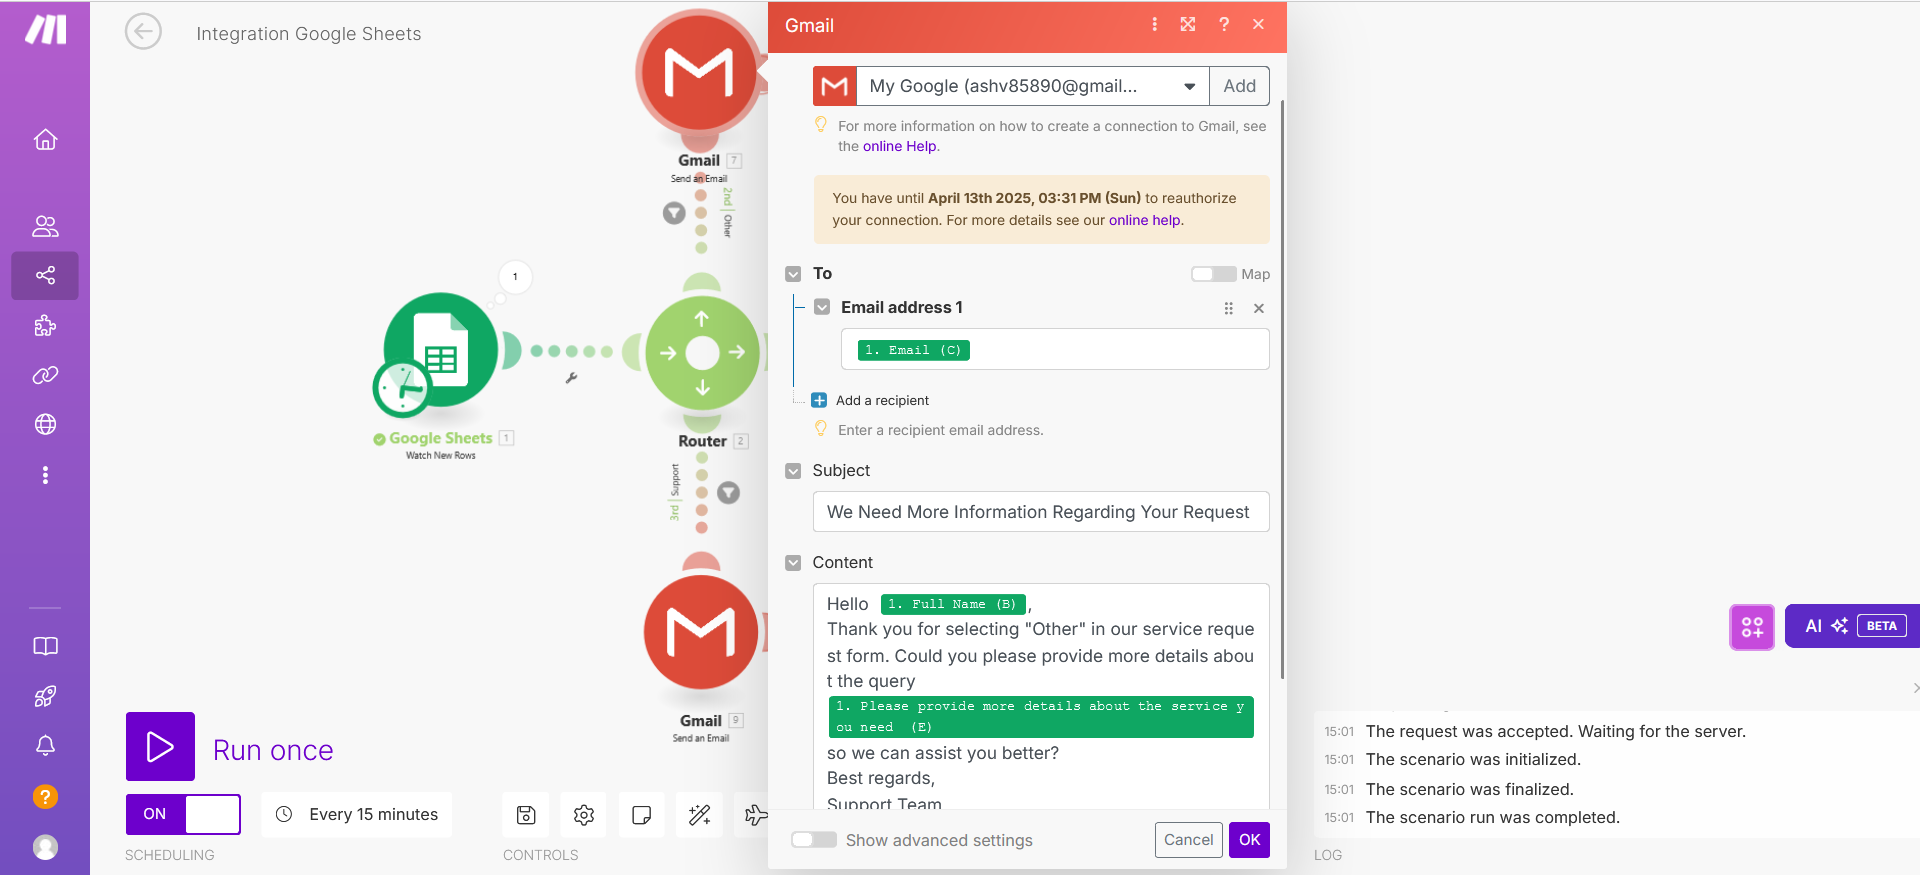 Integration Google Sheets
Gmail 7
Send an Email
2nd Other
1
Google Sheets 1
Watch New Rows
Router 2
3rd Support
Gmail 9
Send an Email
Run once
ON
Every 15 minutes
SCHEDULING
CONTROLS
?
Gmail
?
My Google (ashv85890@gmail...
Add
For more information on how to create a connection to Gmail, see
the online Help.
You have until April 13th 2025, 03:31 PM (Sun) to reauthorize
your connection. For more details see our online help.
To
Map
Email address 1
1. Email (C)
Add a recipient
Enter a recipient email address.
Subject
We Need More Information Regarding Your Request
Content
Hello 1. Full Name (B) ,
Thank you for selecting "Other" in our service reque
st form. Could you please provide more details abou
t the query
1. Please provide more details about the service y
ou need (E)
so we can assist you better?
Best regards,
Support Team
Show advanced settings
Cancel
OK
AI BETA
15:01 The request was accepted. Waiting for the server.
15:01 The scenario was initialized.
15:01 The scenario was finalized.
15:01 The scenario run was completed.
LOG